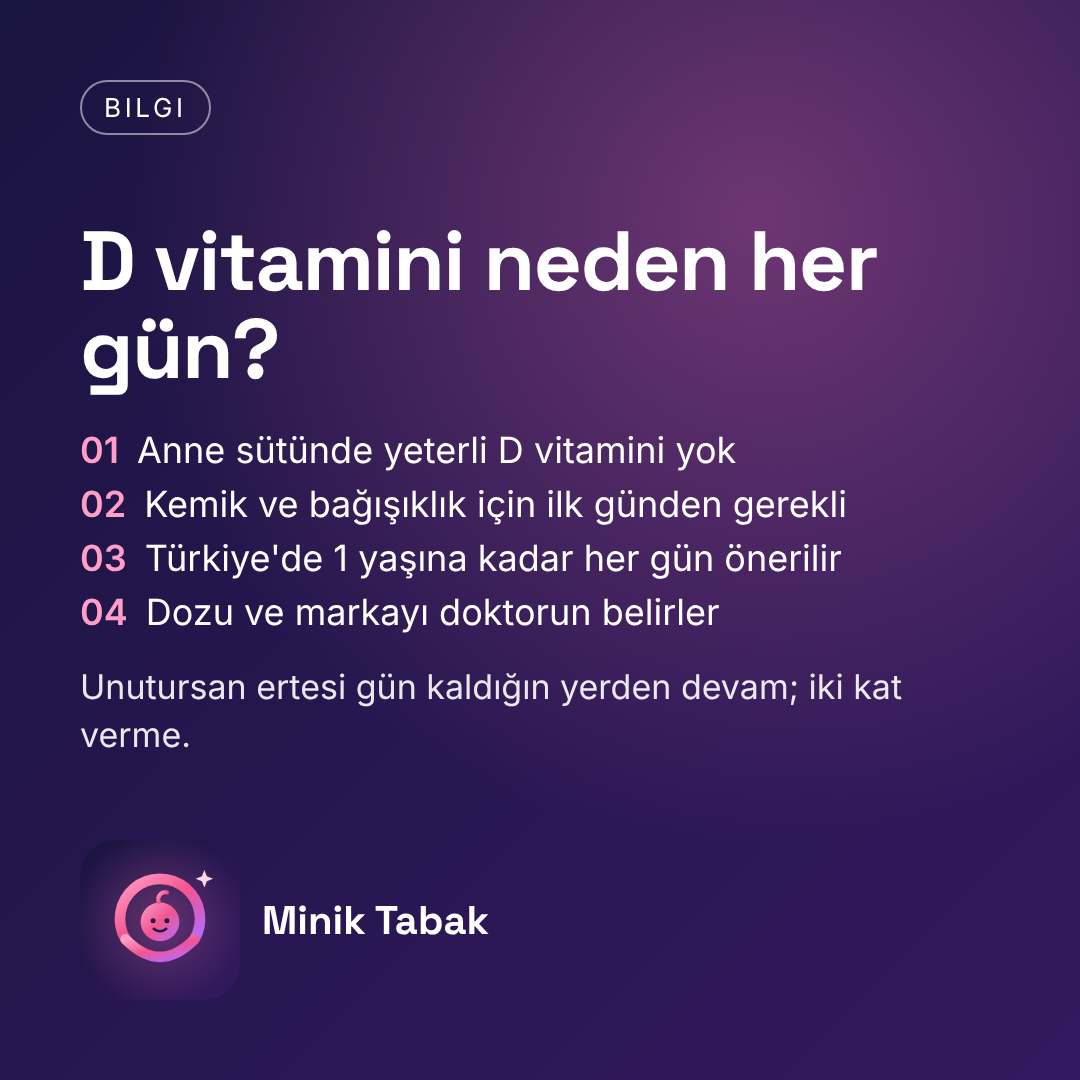 BILGI
D vitamini neden her
gün?
01 Anne sütünde yeterli D vitamini yok
02 Kemik ve bağışıklık için ilk günden gerekli
03 Türkiye'de 1 yaşına kadar her gün önerilir
04 Dozu ve markayı doktorun belirler
Unutursan ertesi gün kaldığın yerden devam; iki kat
verme.
Minik Tabak